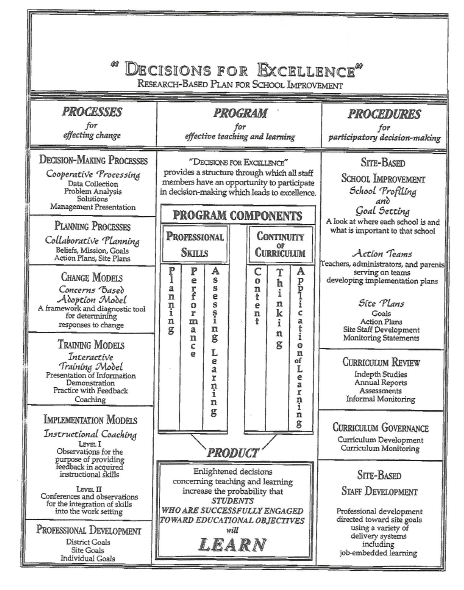 "DECISIONS FOR EXCELLENCE"
RESEARCH-BASED PLAN FOR SCHOOL IMPROVEMENT
PROCESSES
for
effecting change
DECISION-MAKING PROCESSES
Cooperative Processing
Data Collection
Problem Analysis
Solutions
Management Presentation
PLANNING PROCESSES
Collaborative Planning
Beliefs, Mission, Goals
Action Plans, Site Plans
CHANGE MODELS
Concerns Based
Adoption Model
A framework and diagnostic tool
for determining
responses to change
TRAINING MODELS
Interactive
Training Model
Presentation of Information
Demonstration
Practice with Feedback
Coaching
IMPLEMENTATION MODELS
Instructional Coaching
LEVEL I
Observations for the
purpose of providing
feedback in acquired
instructional skills
LEVEL II
Conferences and observations
for the integration of skills
into the work setting
PROFESSIONAL DEVELOPMENT
District Goals
Site Goals
Individual Goals
PROGRAM
for
effective teaching and learning
"DECISIONS FOR EXCELLENCE"
provides a structure through which all staff
members have an opportunity to participate
in decision-making which leads to excellence.
PROGRAM COMPONENTS
PROFESSIONAL
SKILLS
Planning
Performance
Assessing Learning
CONTINUITY
OF
CURRICULUM
Content
Thinking
Application of Learning
PRODUCT
Enlightened decisions
concerning teaching and learning
increase the probability that
STUDENTS
WHO ARE SUCCESSFULLY ENGAGED
TOWARD EDUCATIONAL OBJECTIVES
will
LEARN
PROCEDURES
for
participatory decision-making
SITE-BASED
SCHOOL IMPROVEMENT
School Profiling
and
Goal Setting
A look at where each school is and
what is important to that school
Action Teams
Teachers, administrators, and parents
serving on teams
developing implementation plans
Site Plans
Goals
Action Plans
Site Staff Development
Monitoring Statements
CURRICULUM REVIEW
Indepth Studies
Annual Reports
Assessments
Informal Monitoring
CURRICULUM GOVERNANCE
Curriculum Development
Curriculum Monitoring
SITE-BASED
STAFF DEVELOPMENT
Professional development
directed toward site goals
using a variety of
delivery systems
including
job-embedded learning